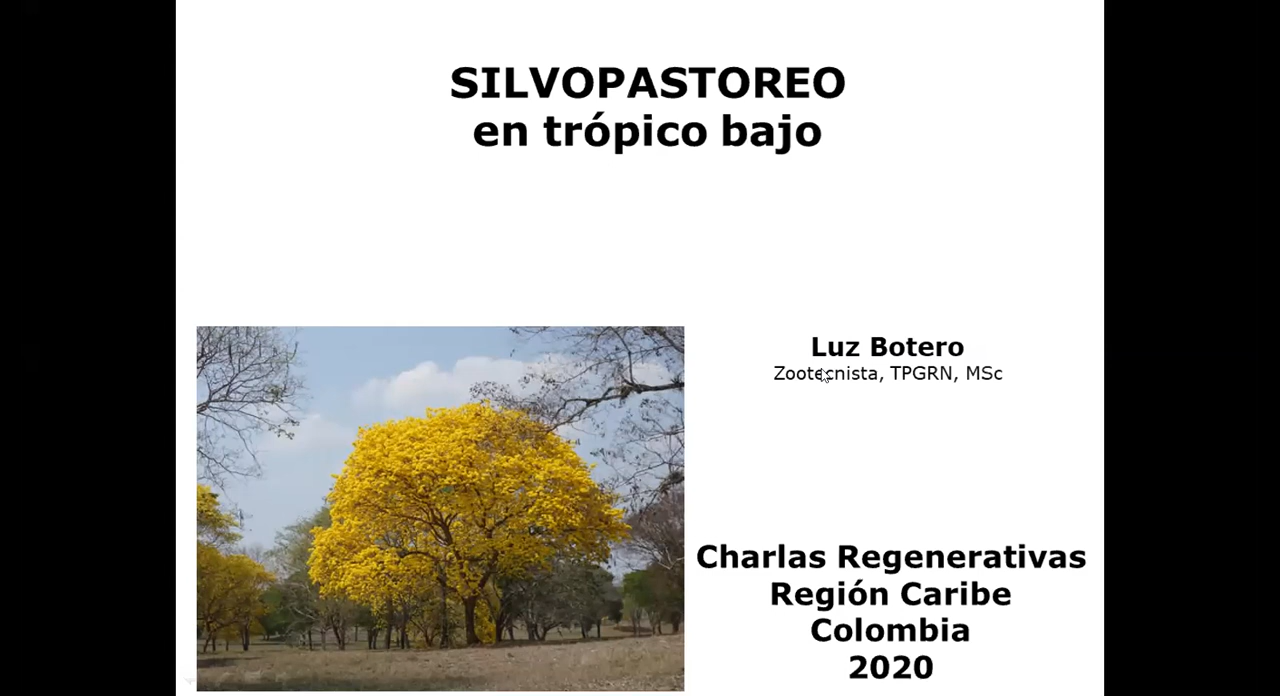 SILVOPASTOREO
en trópico bajo
Luz Botero
Zootecnista, TPGRN, MSc
Charlas Regenerativas
Región Caribe
Colombia
2020